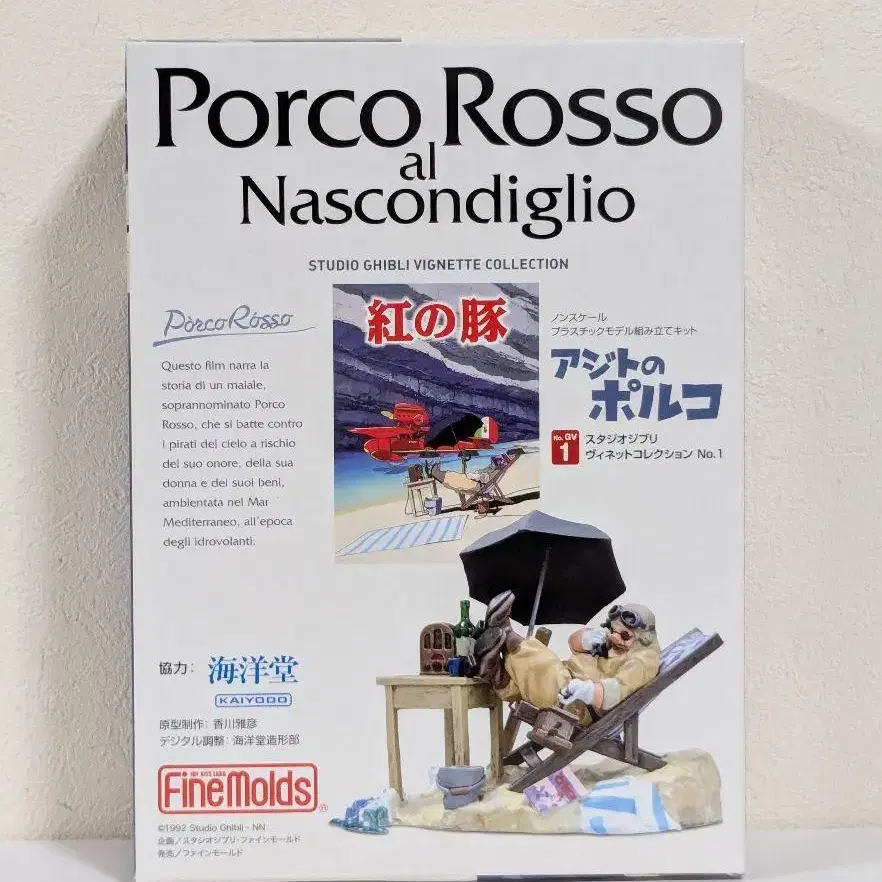 Porco Rosso
al
Nascondiglio
STUDIO GHIBLI VIGNETTE COLLECTION
Porco Rosso
Questo film narra la
storia di un maiale,
soprannominato Porco
Rosso, che si batte contro
i pirati del cielo a rischio
del suo onore, della sua
donna e dei suoi beni,
ambientata nel Mar
Mediterraneo, all'epoca
degli idrovolanti.
紅の豚
ノンスケール
プラスチックモデル組み立てキット
アジトの
ポルコ
No. GV
1
スタジオジブリ
ヴィネットコレクション No.1
協力: 海洋堂
KAIYODO
原型制作: 香川雅彦
デジタル調整: 海洋堂造形部
FineMolds
®
©1992 Studio Ghibli・NN
企画/スタジオジブリ・ファインモールド
発売/ファインモールド